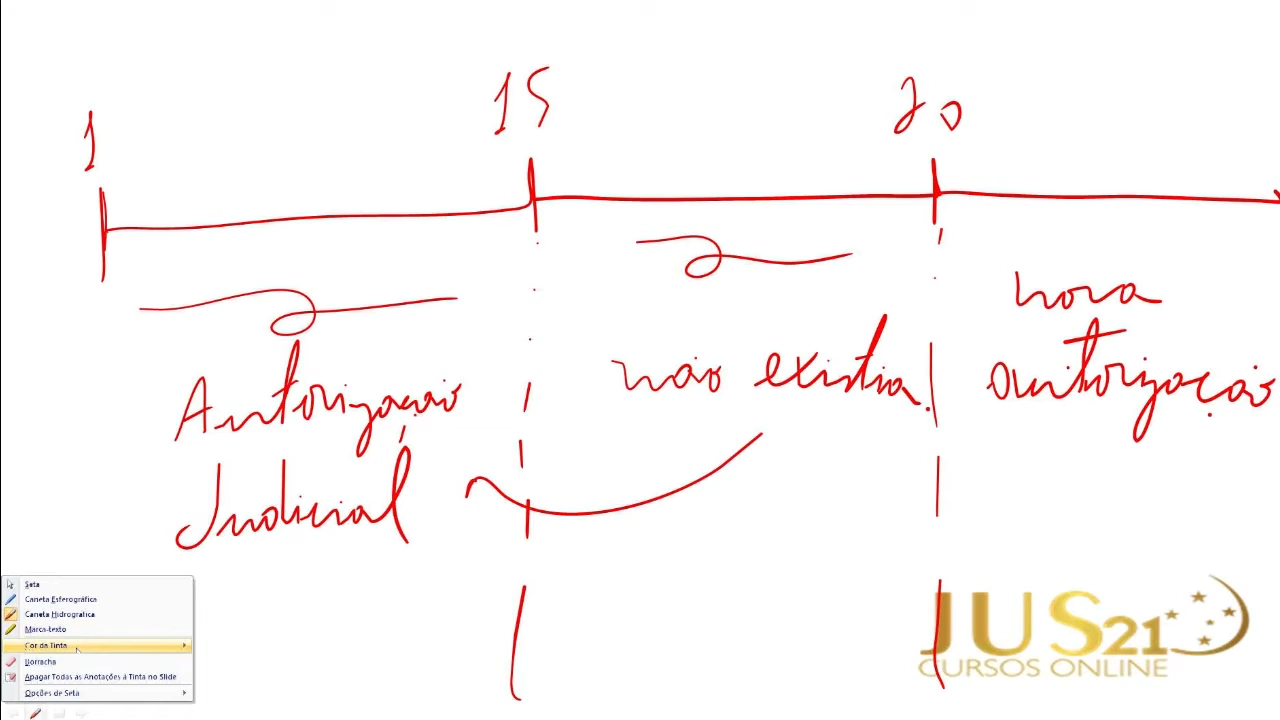 1
15
20
Autorização
Judicial
não existia.
nova
autorização
Seta
Caneta Esferográfica
Caneta Hidrográfica
Marca-texto
Cor da Tinta
Borracha
Apagar Todas as Anotações à Tinta no Slide
Opções de Seta
JUS21
CURSOS ONLINE